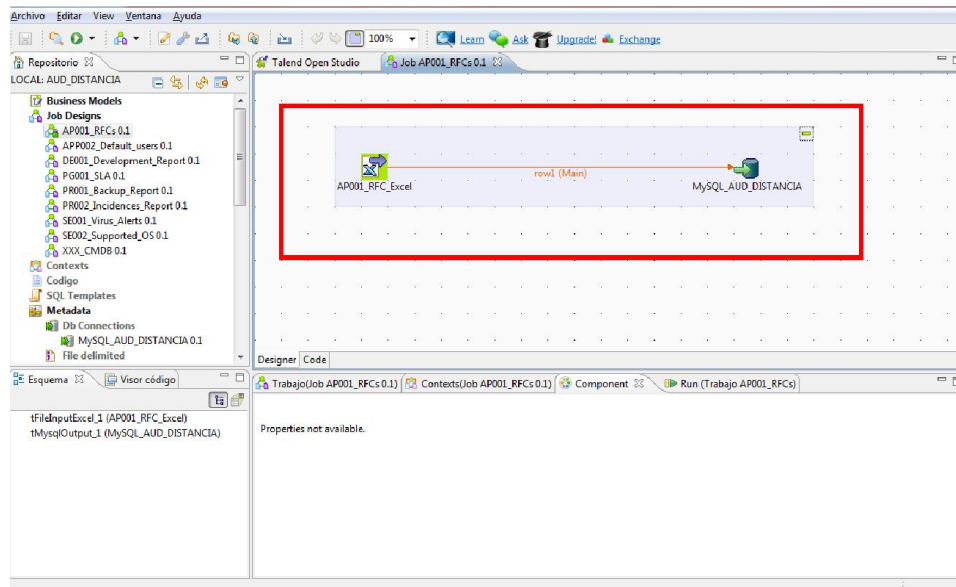 Archivo Editar View Ventana Ayuda
100% Learn Ask Upgrade! Exchange
Repositorio
LOCAL: AUD_DISTANCIA
Business Models
Job Designs
AP001_RFCs 0.1
APP002_Default_users 0.1
DE001_Development_Report 0.1
PG001_SLA 0.1
PR001_Backup_Report 0.1
PR002_Incidences_Report 0.1
SE001_Virus_Alerts 0.1
SE002_Supported_OS 0.1
XXX_CMDB 0.1
Contexts
Codigo
SQL Templates
Metadata
Db Connections
MySQL_AUD_DISTANCIA 0.1
File delimited
Talend Open Studio Job AP001_RFCs 0.1
row1 (Main)
AP001_RFC_Excel MySQL_AUD_DISTANCIA
Designer Code
Esquema Visor código
tFileInputExcel_1 (AP001_RFC_Excel)
tMysqlOutput_1 (MySQL_AUD_DISTANCIA)
Trabajo(Job AP001_RFCs 0.1) Contexts(Job AP001_RFCs 0.1) Component Run (Trabajo AP001_RFCs)
Properties not available.